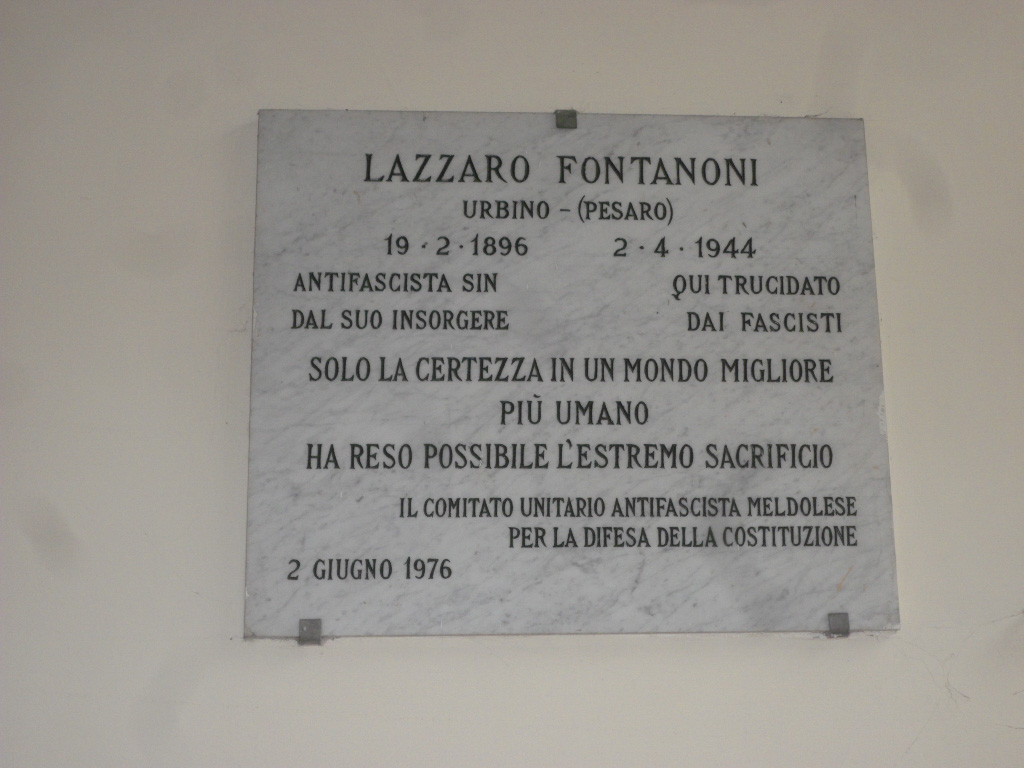 LAZZARO FONTANONI
URBINO - (PESARO)
19 · 2 · 1896 2 · 4 · 1944
ANTIFASCISTA SIN QUI TRUCIDATO
DAL SUO INSORGERE DAI FASCISTI
SOLO LA CERTEZZA IN UN MONDO MIGLIORE
PIÙ UMANO
HA RESO POSSIBILE L'ESTREMO SACRIFICIO
IL COMITATO UNITARIO ANTIFASCISTA MELDOLESE
PER LA DIFESA DELLA COSTITUZIONE
2 GIUGNO 1976